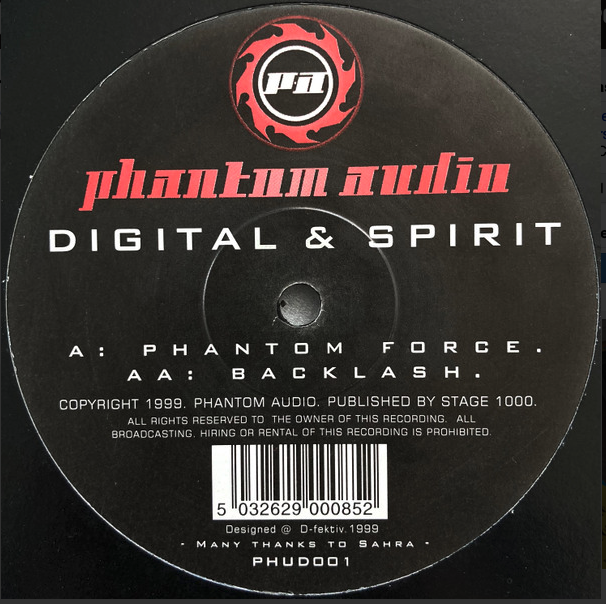 pa
phantom audio
DIGITAL & SPIRIT
A: PHANTOM FORCE.
AA: BACKLASH.
COPYRIGHT 1999. PHANTOM AUDIO. PUBLISHED BY STAGE 1000.
ALL RIGHTS RESERVED TO THE OWNER OF THIS RECORDING. ALL
BROADCASTING. HIRING OR RENTAL OF THIS RECORDING IS PROHIBITED.
5 032629 000852
Designed @ D-fektiv.1999
- MANY THANKS TO SAHRA -
PHUD001